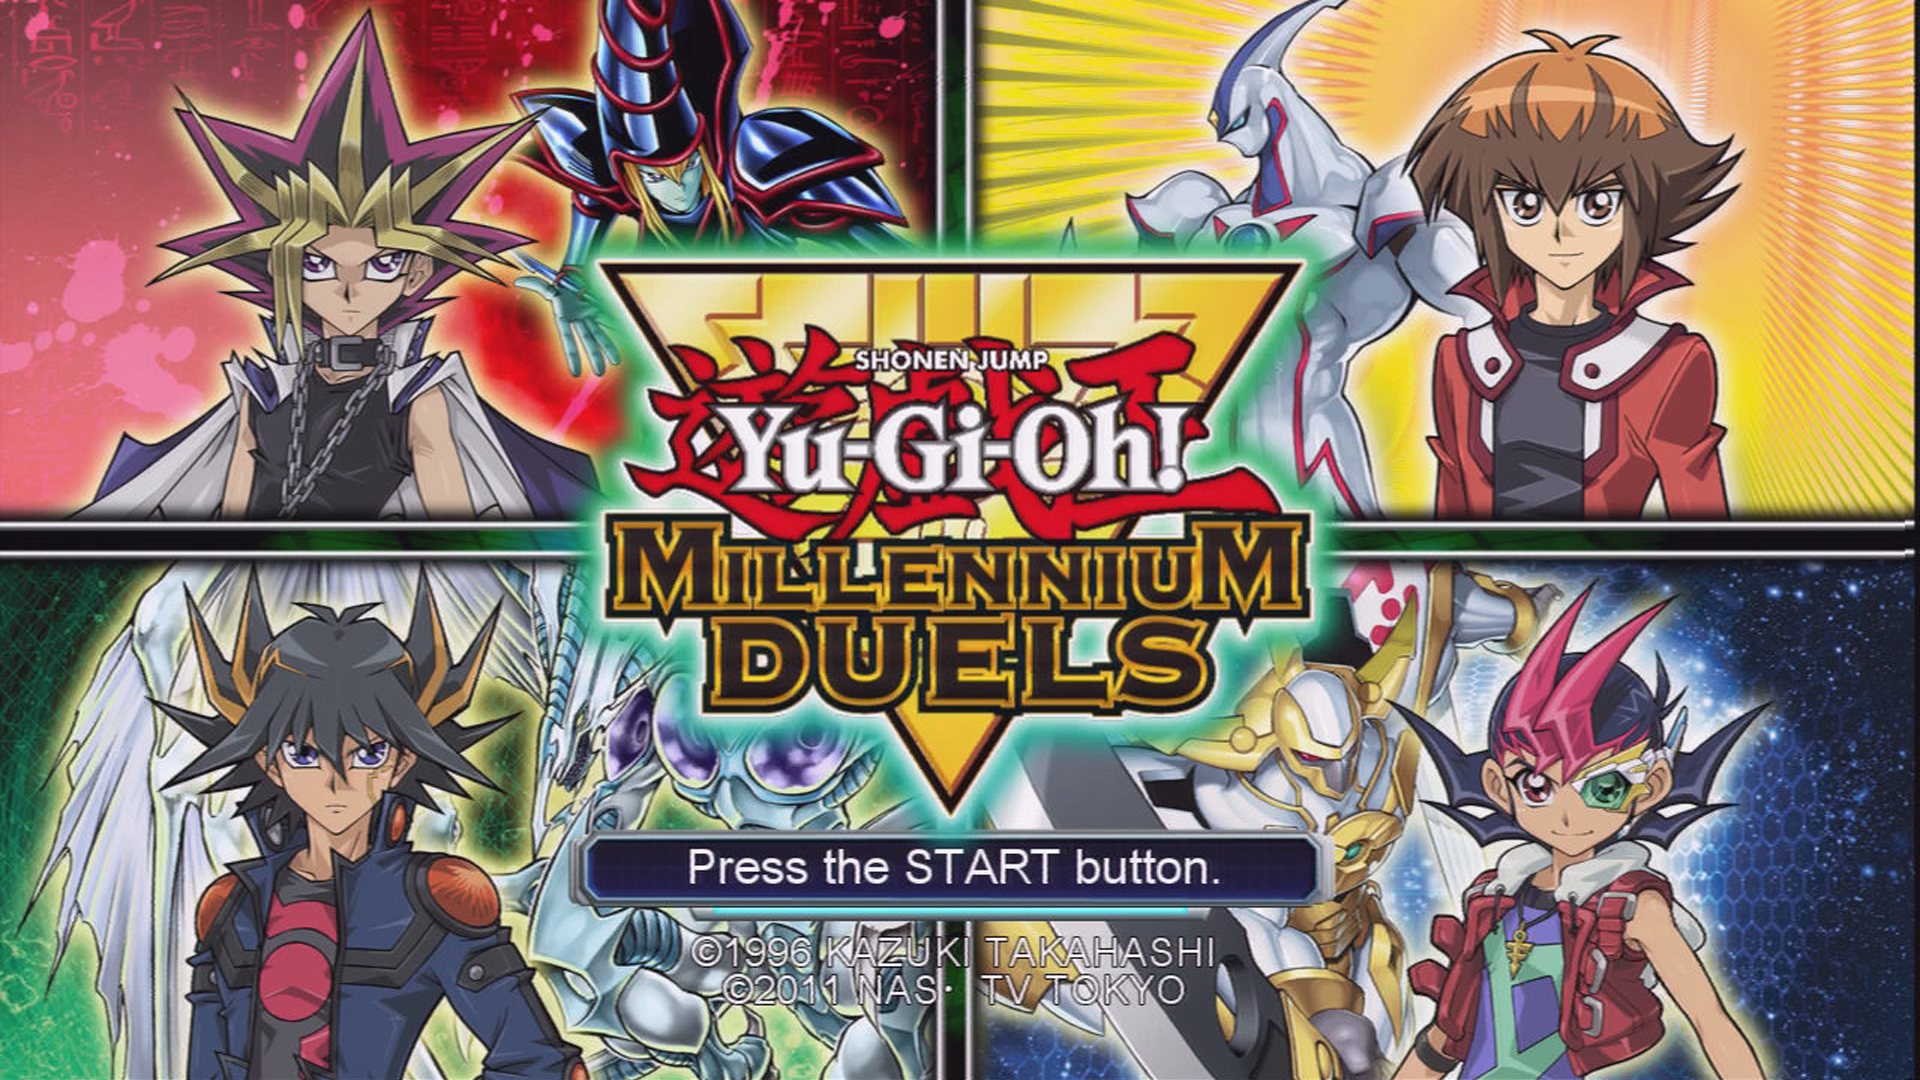 SHONEN JUMP
遊戯王
Yu-Gi-Oh!
MILLENNIUM
DUELS
Press the START button.
©1996 KAZUKI TAKAHASHI
©2011 NAS・TV TOKYO